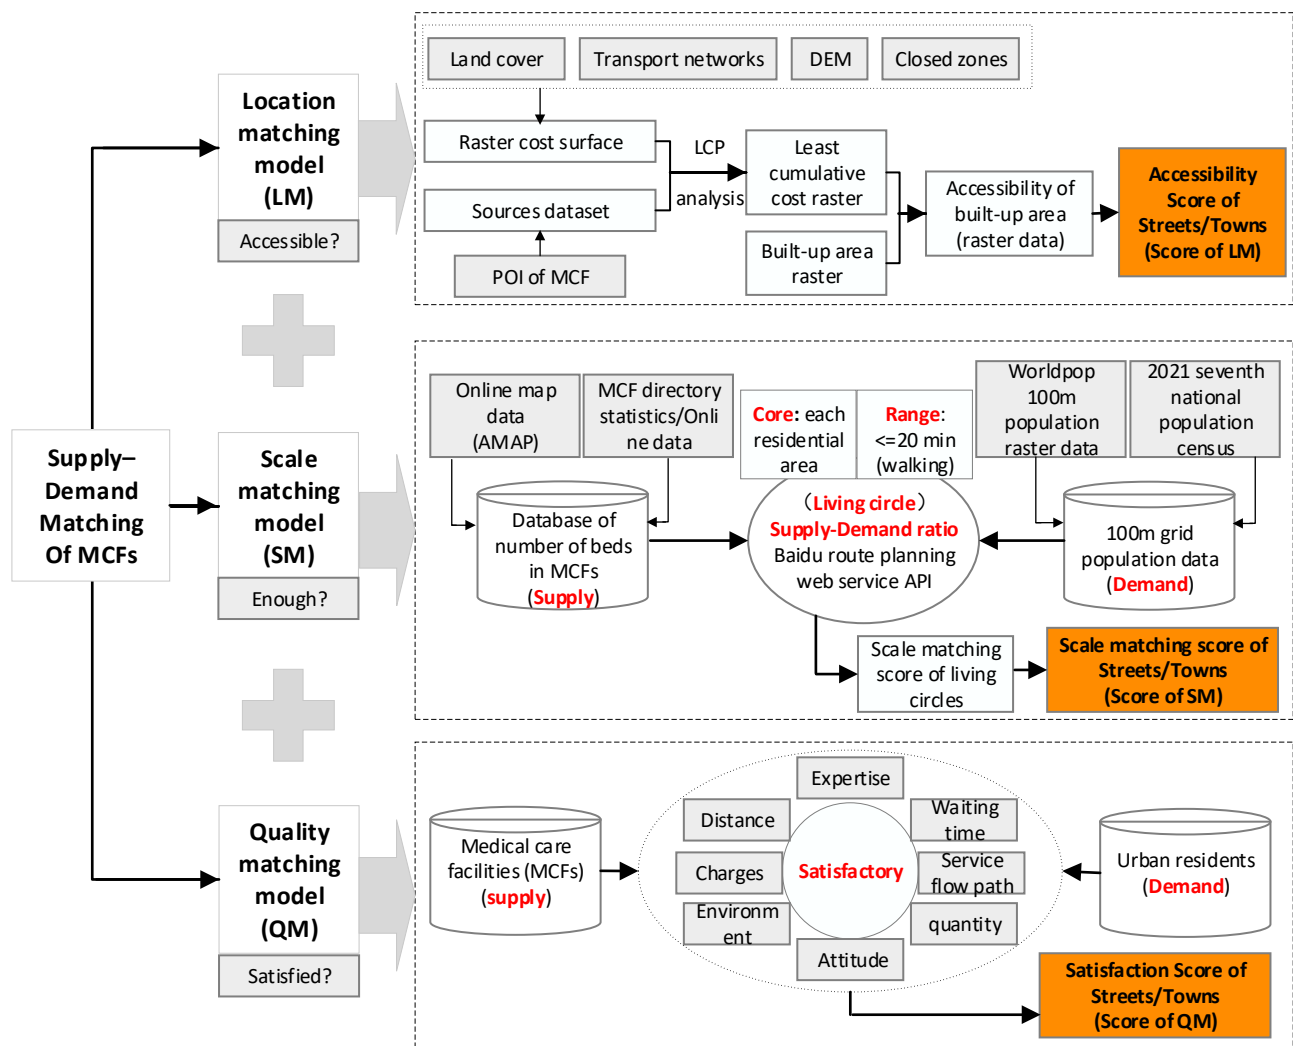 Supply–
Demand
Matching
Of MCFs
Location
matching
model
(LM)
Accessible?
Land cover
Transport networks
DEM
Closed zones
Raster cost surface
Sources dataset
POI of MCF
LCP
analysis
Least
cumulative
cost raster
Built-up area
raster
Accessibility of
built-up area
(raster data)
Accessibility
Score of
Streets/Towns
(Score of LM)
Scale
matching
model
(SM)
Enough?
Online map
data
(AMAP)
MCF directory
statistics/Onli
ne data
Core: each
residential
area
Range:
<=20 min
(walking)
Worldpop
100m
population
raster data
2021 seventh
national
population
census
Database of
number of beds
in MCFs
(Supply)
（Living circle）
Supply-Demand ratio
Baidu route planning
web service API
100m grid
population data
(Demand)
Scale matching
score of living
circles
Scale matching score of
Streets/Towns
(Score of SM)
Quality
matching
model
(QM)
Satisfied?
Medical care
facilities (MCFs)
(supply)
Expertise
Distance
Waiting
time
Charges
Satisfactory
Service
flow path
Environm
ent
quantity
Attitude
Urban residents
(Demand)
Satisfaction Score of
Streets/Towns
(Score of QM)